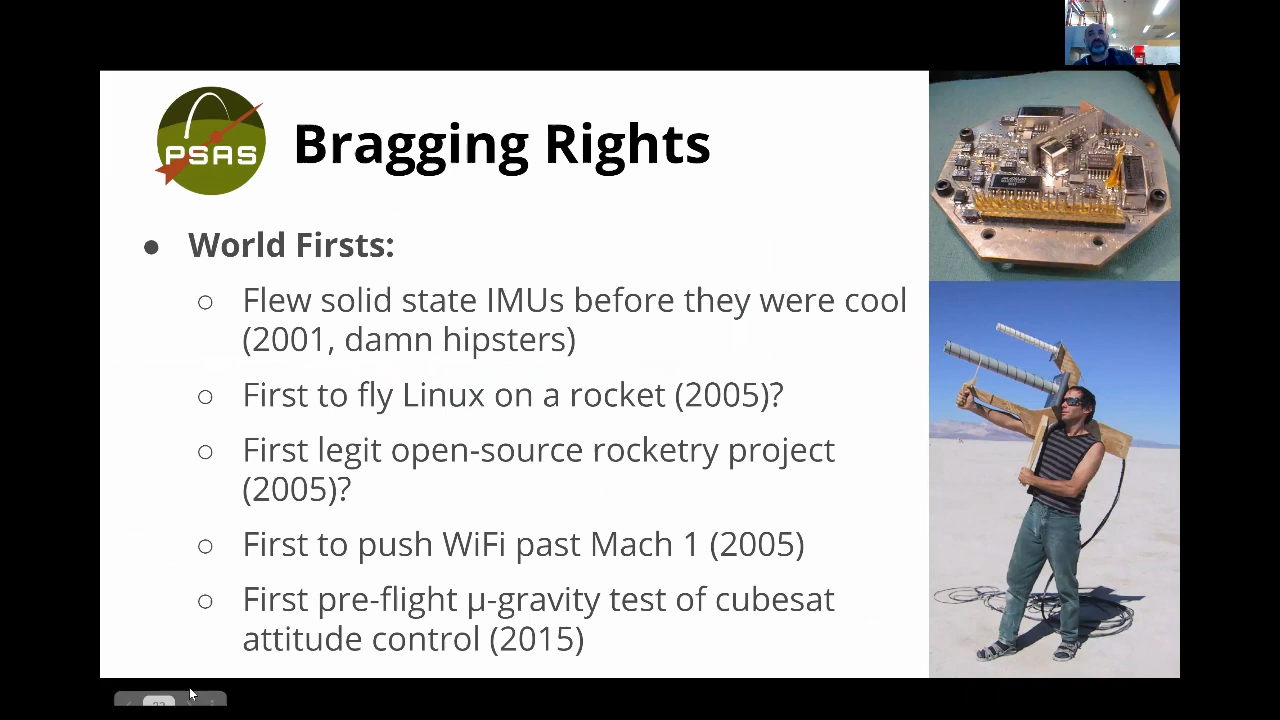 PSAS
Bragging Rights
● World Firsts:
○ Flew solid state IMUs before they were cool
(2001, damn hipsters)
○ First to fly Linux on a rocket (2005)?
○ First legit open-source rocketry project
(2005)?
○ First to push WiFi past Mach 1 (2005)
○ First pre-flight µ-gravity test of cubesat
attitude control (2015)